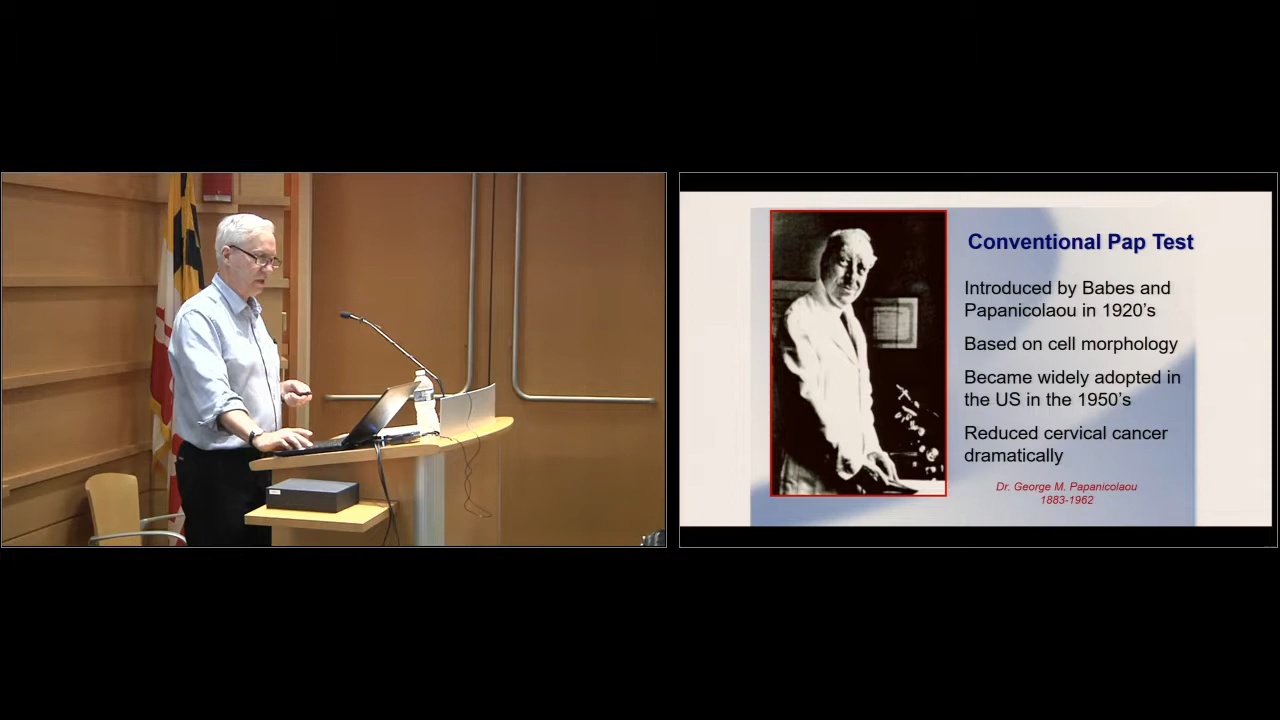 Conventional Pap Test
Introduced by Babes and
Papanicolaou in 1920's
Based on cell morphology
Became widely adopted in
the US in the 1950's
Reduced cervical cancer
dramatically
Dr. George M. Papanicolaou
1883-1962